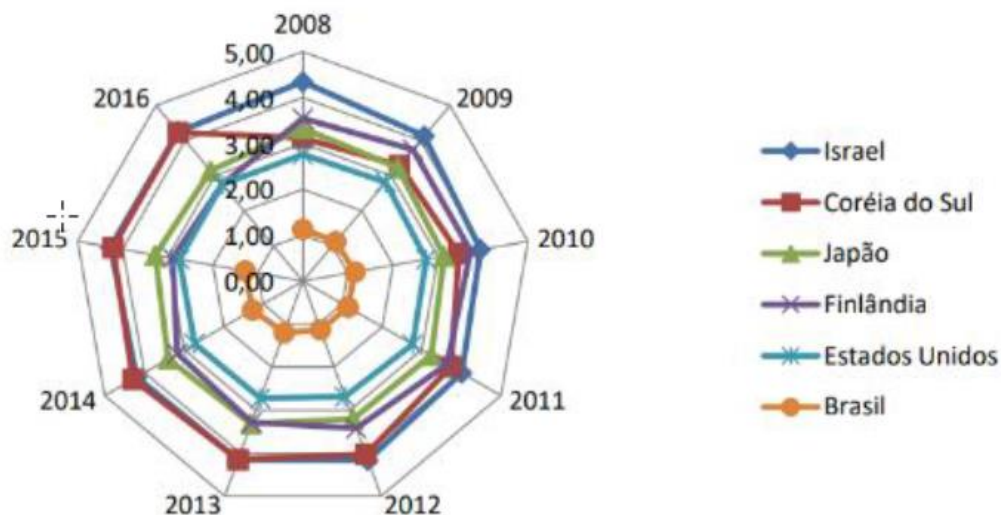 2008
5,00
4,00
3,00
2,00
1,00
0,00
2009
2010
2011
2012
2013
2014
2015
2016
Israel
Coréia do Sul
Japão
Finlândia
Estados Unidos
Brasil